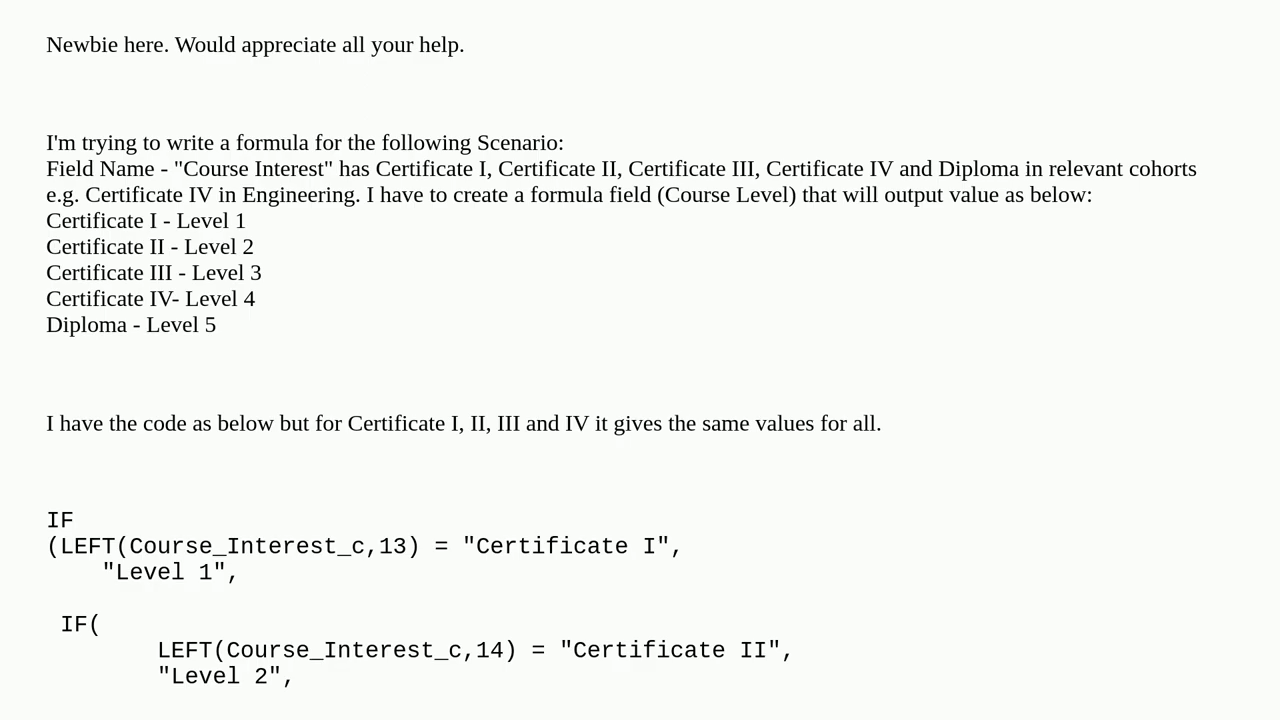 Newbie here. Would appreciate all your help.
I'm trying to write a formula for the following Scenario:
Field Name - "Course Interest" has Certificate I, Certificate II, Certificate III, Certificate IV and Diploma in relevant cohorts
e.g. Certificate IV in Engineering. I have to create a formula field (Course Level) that will output value as below:
Certificate I - Level 1
Certificate II - Level 2
Certificate III - Level 3
Certificate IV- Level 4
Diploma - Level 5
I have the code as below but for Certificate I, II, III and IV it gives the same values for all.
IF
(LEFT(Course_Interest_c,13) = "Certificate I",
    "Level 1",
 IF(
        LEFT(Course_Interest_c,14) = "Certificate II",
        "Level 2",